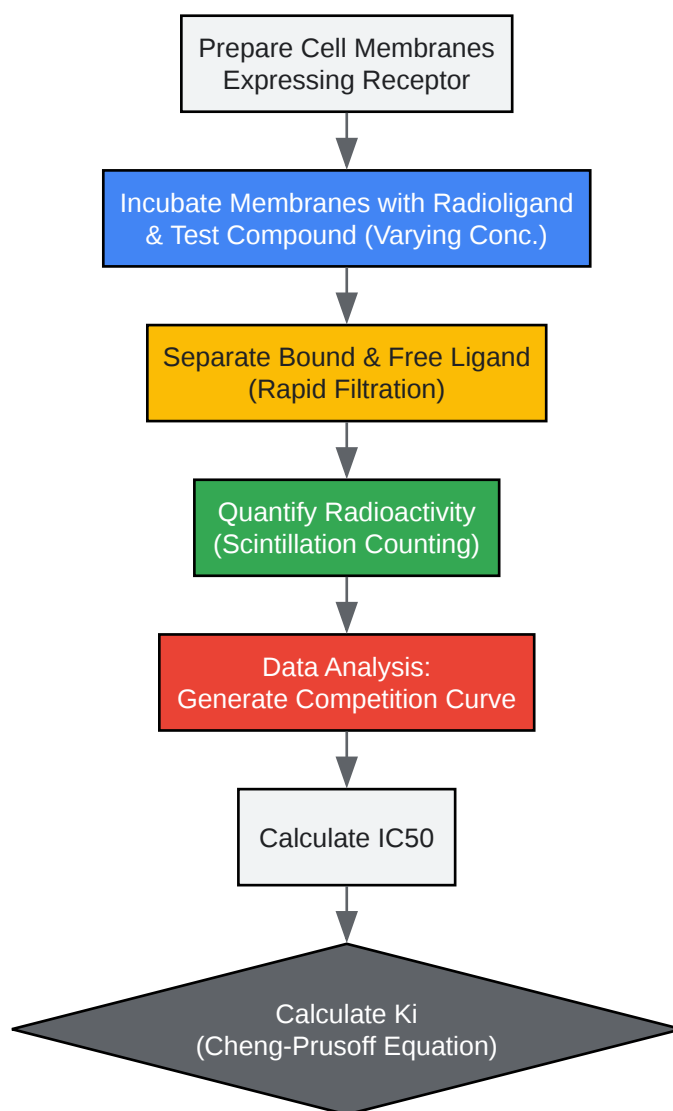 Prepare Cell Membranes
Expressing Receptor
Incubate Membranes with Radioligand
& Test Compound (Varying Conc.)
Separate Bound & Free Ligand
(Rapid Filtration)
Quantify Radioactivity
(Scintillation Counting)
Data Analysis:
Generate Competition Curve
Calculate IC50
Calculate Ki
(Cheng-Prusoff Equation)